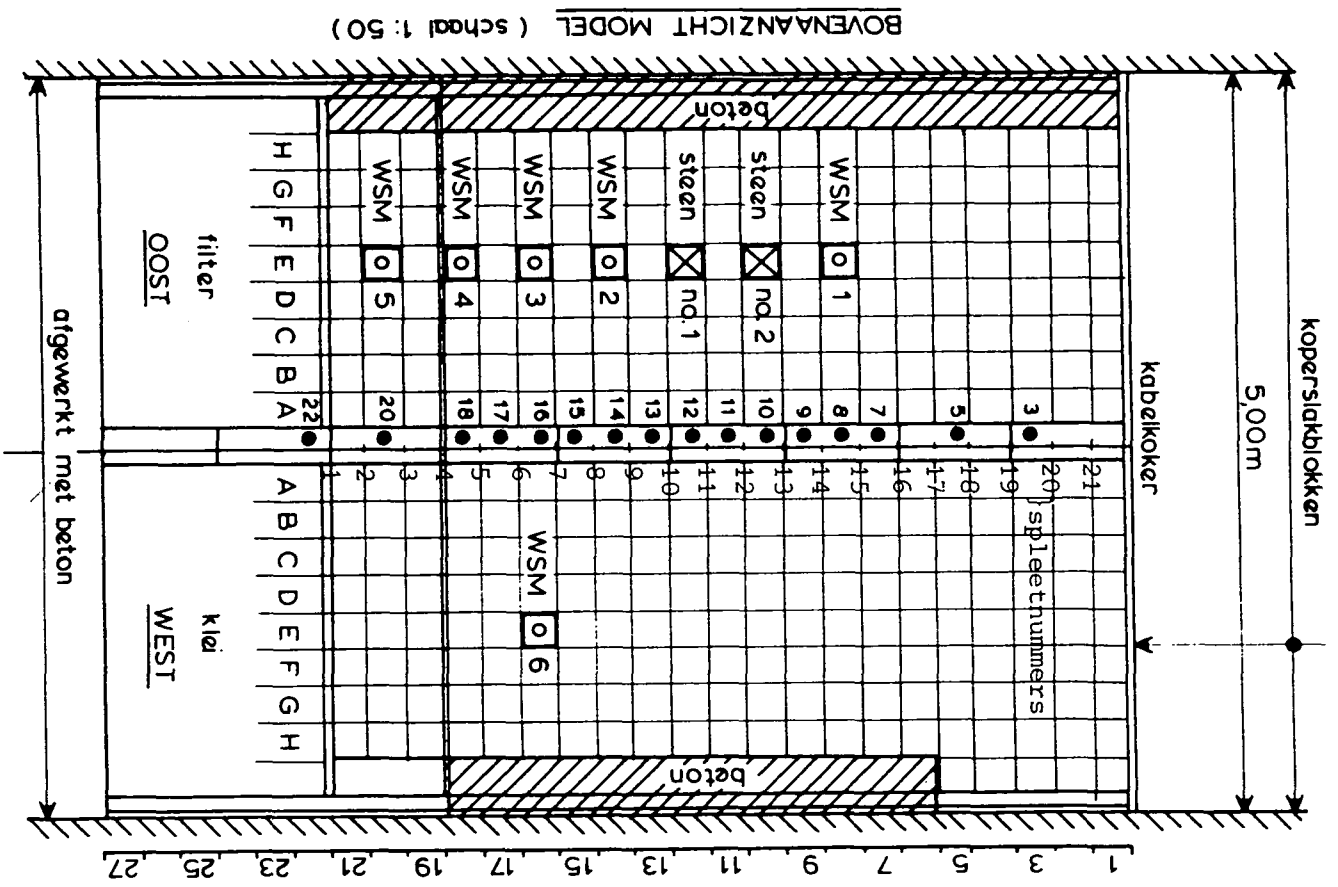 BOVENAANZICHT MODEL (schaal 1:50)
koperslakblokken
5,00m
kabelkoker
afgewerkt met beton
beton
filter
OOST
H G F E D C B A
WSM 5
WSM 4
WSM 3
WSM 2
steen no.1
steen no.2
WSM 1
22 20 18 17 16 15 14 13 12 11 10 9 8 7 5 3
1 2 3 4 5 6 7 8 9 10 11 12 13 14 15 16 17 18 19 20 21
}spleetnummers
klei
WEST
A B C D E F G H
WSM 6
beton
27 25 23 21 19 17 15 13 11 9 7 5 3 1